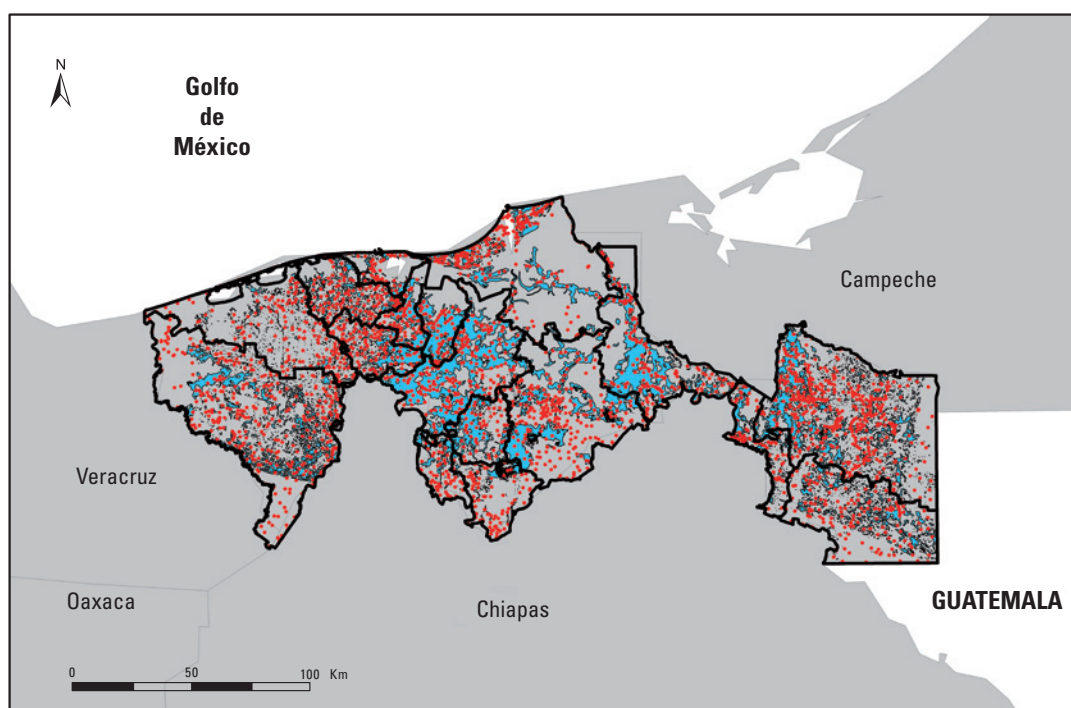 N
Golfo
de
México
Campeche
Veracruz
Oaxaca
Chiapas
GUATEMALA
0 50 100 Km